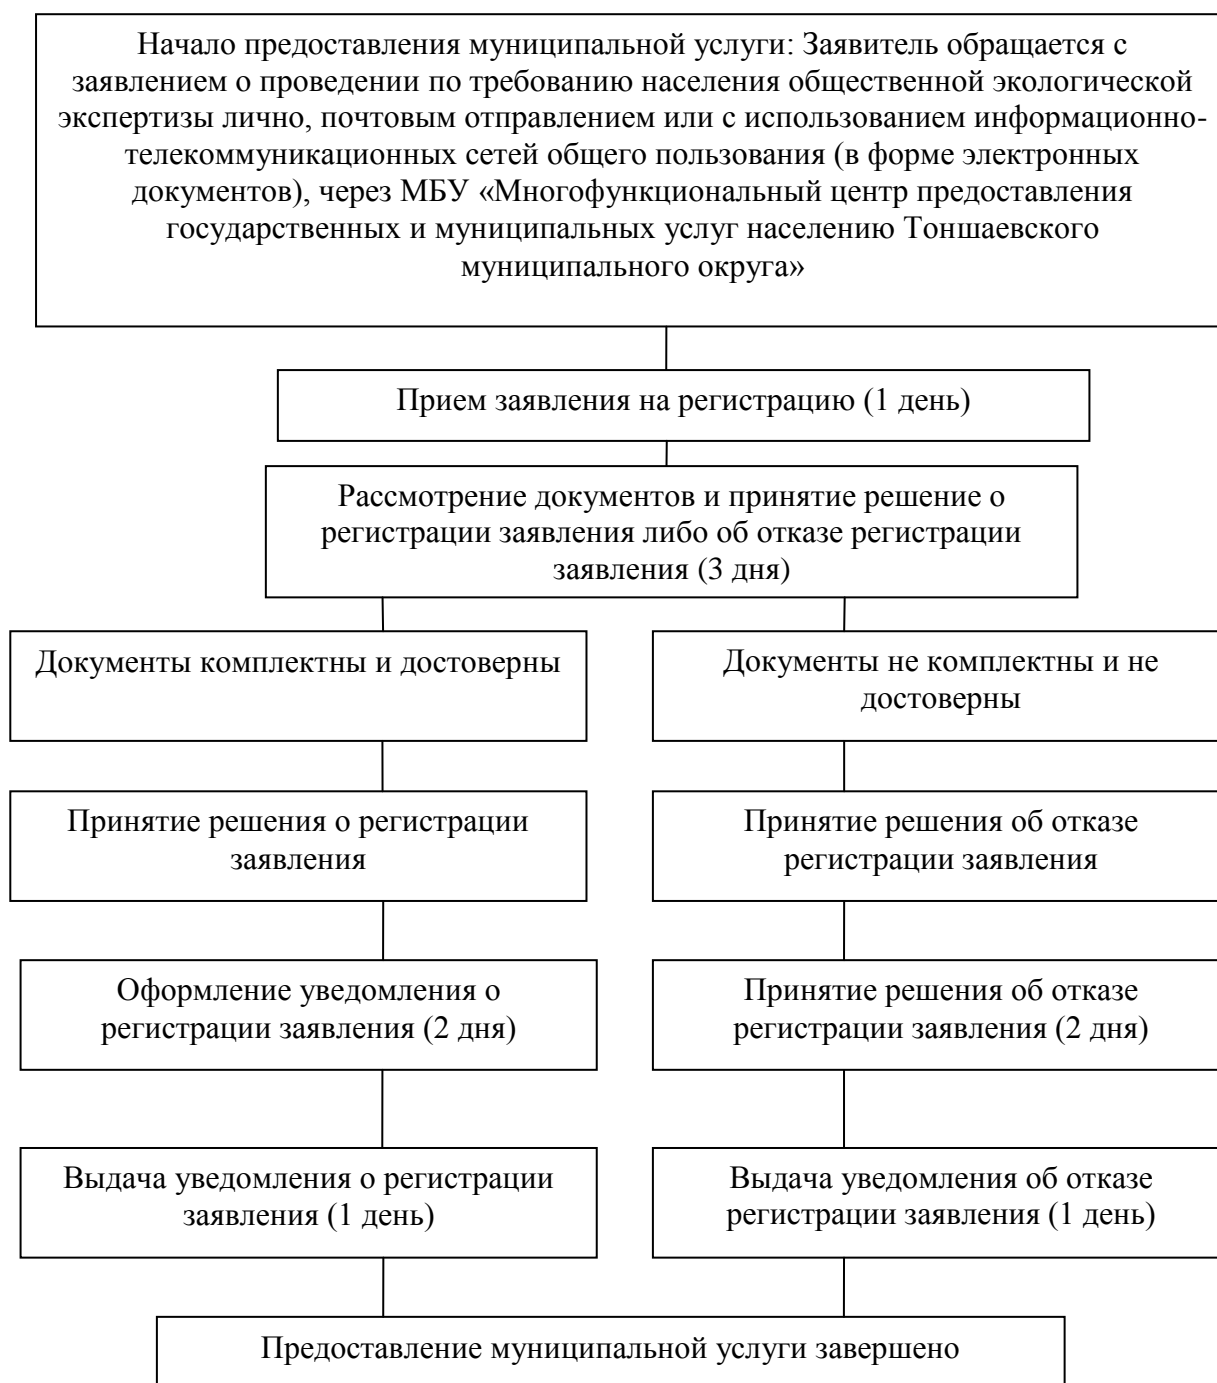 Начало предоставления муниципальной услуги: Заявитель обращается с
заявлением о проведении по требованию населения общественной экологической
экспертизы лично, почтовым отправлением или с использованием информационно-
телекоммуникационных сетей общего пользования (в форме электронных
документов), через МБУ «Многофункциональный центр предоставления
государственных и муниципальных услуг населению Тоншаевского
муниципального округа»
Прием заявления на регистрацию (1 день)
Рассмотрение документов и принятие решение о
регистрации заявления либо об отказе регистрации
заявления (3 дня)
Документы комплектны и достоверны
Документы не комплектны и не
достоверны
Принятие решения о регистрации
заявления
Принятие решения об отказе
регистрации заявления
Оформление уведомления о
регистрации заявления (2 дня)
Принятие решения об отказе
регистрации заявления (2 дня)
Выдача уведомления о регистрации
заявления (1 день)
Выдача уведомления об отказе
регистрации заявления (1 день)
Предоставление муниципальной услуги завершено